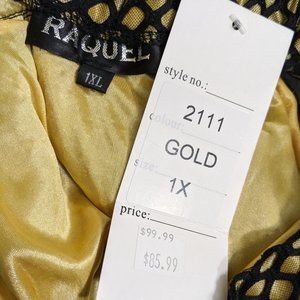 RAQUEL
1XL
style no.:
2111
colour:
GOLD
size:
1X
price:
$99.99
$85.99